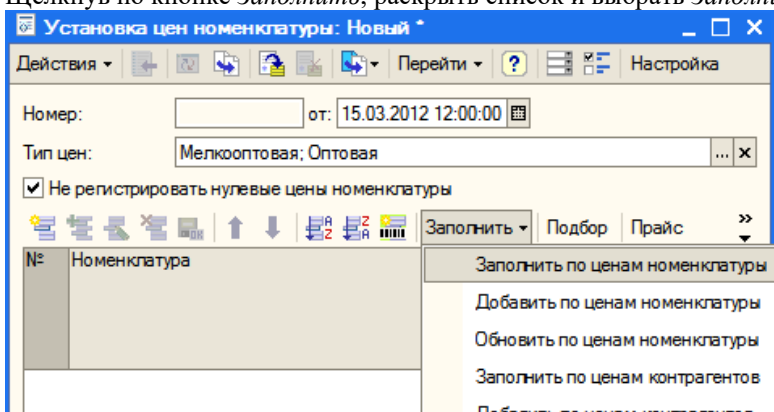 Щелкнув по кнопке Заполнить, раскрыть список и выбрать
Установка цен номенклатуры: Новый *
Действия Перейти ? Настройка
Номер: от: 15.03.2012 12:00:00
Тип цен: Мелкооптовая; Оптовая ... x
Не регистрировать нулевые цены номенклатуры
Заполнить Подбор Прайс »
№ Номенклатура
Заполнить по ценам номенклатуры
Добавить по ценам номенклатуры
Обновить по ценам номенклатуры
Заполнить по ценам контрагентов